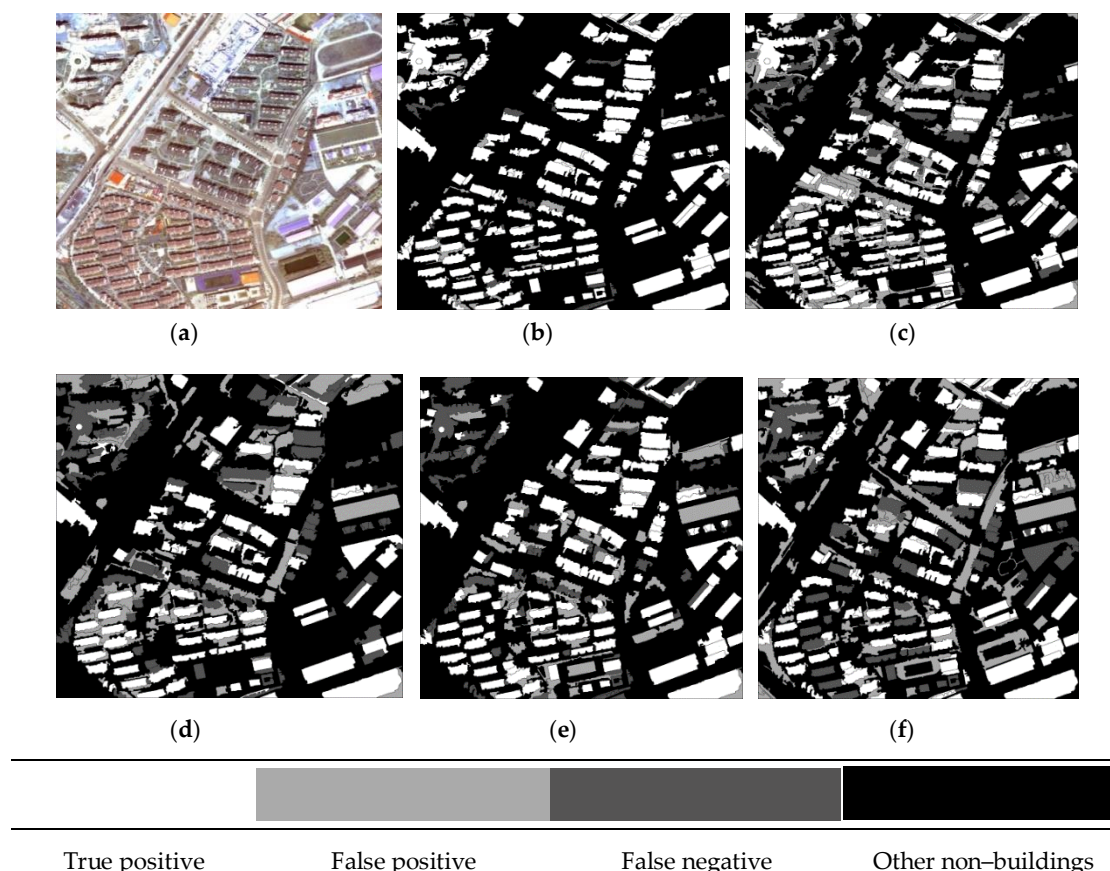 (a) (b) (c)
(d) (e) (f)
True positive False positive False negative Other non–buildings